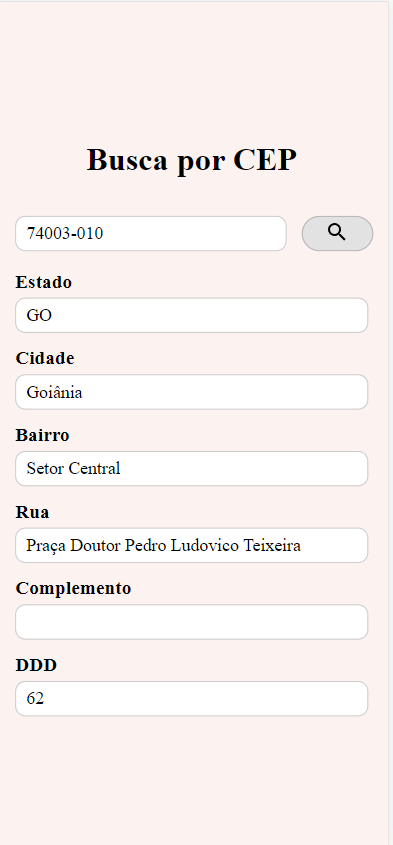 Busca por CEP
74003-010
Estado
GO
Cidade
Goiânia
Bairro
Setor Central
Rua
Praça Doutor Pedro Ludovico Teixeira
Complemento
DDD
62